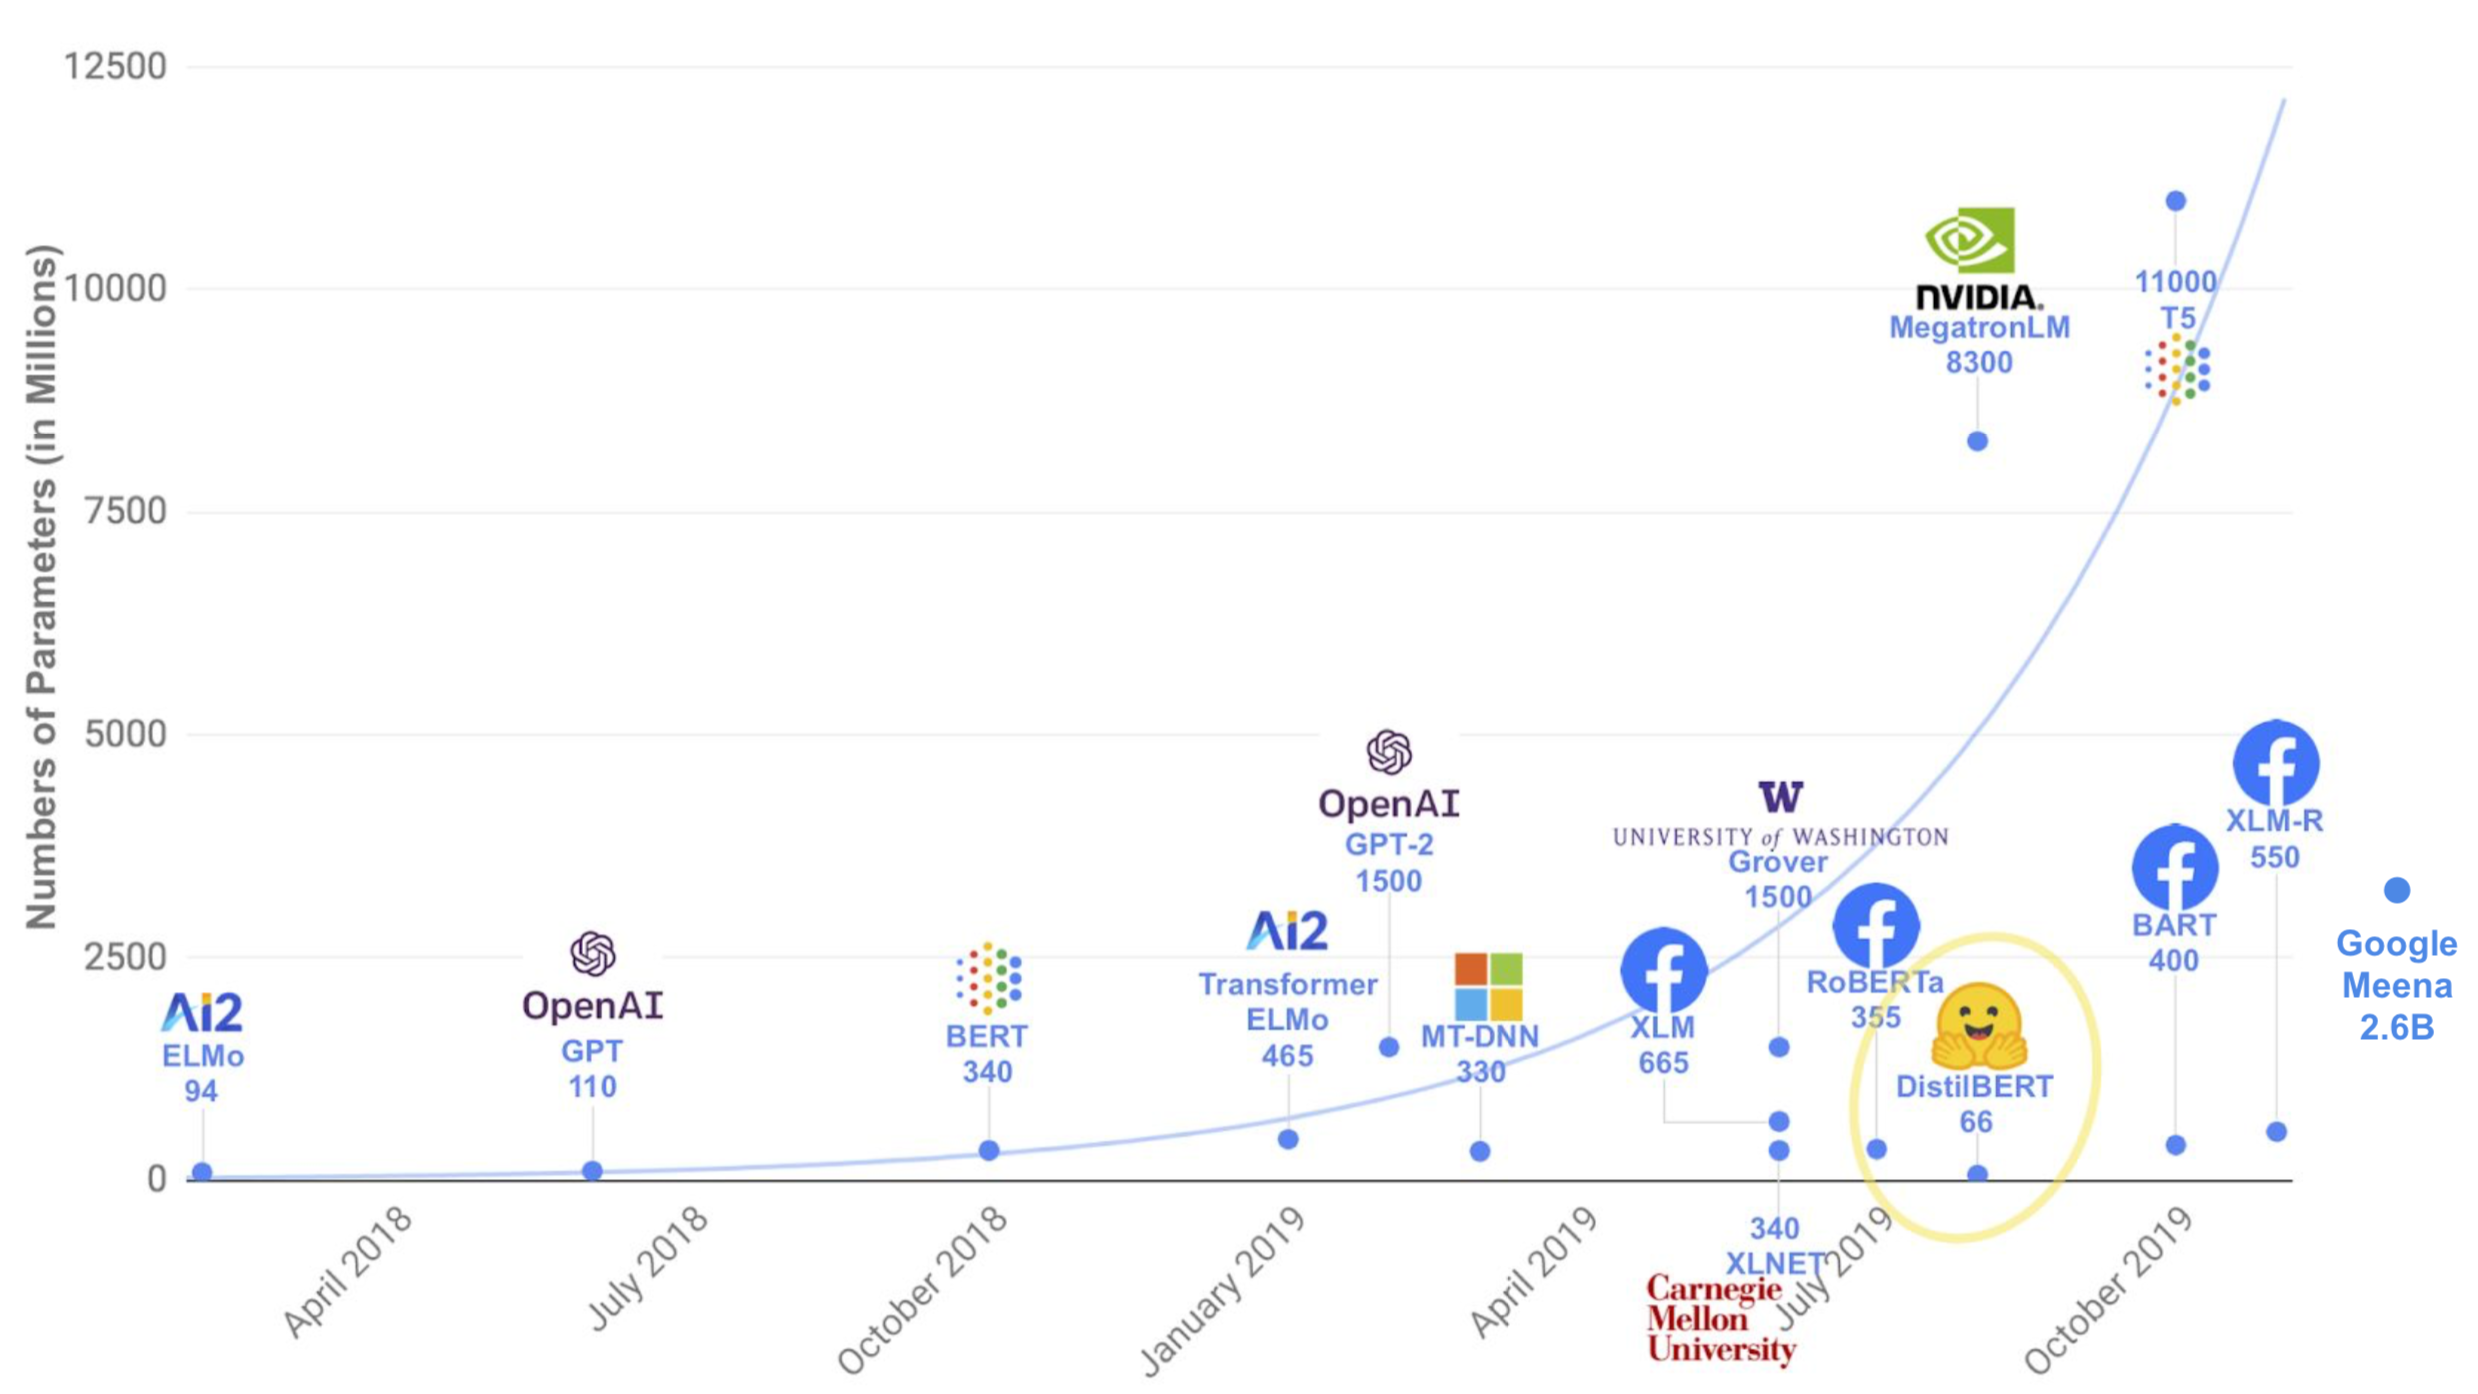 Numbers of Parameters (in Millions)
12500
10000
7500
5000
2500
0
Ai2
ELMo
94
OpenAI
GPT
110
BERT
340
Ai2
Transformer
ELMo
465
OpenAI
GPT-2
1500
MT-DNN
330
XLM
665
W
UNIVERSITY of WASHINGTON
Grover
1500
340
XLNET
Carnegie
Mellon
University
RoBERTa
355
NVIDIA.
MegatronLM
8300
DistilBERT
66
11000
T5
BART
400
XLM-R
550
Google
Meena
2.6B
April 2018
July 2018
October 2018
January 2019
April 2019
July 2019
October 2019